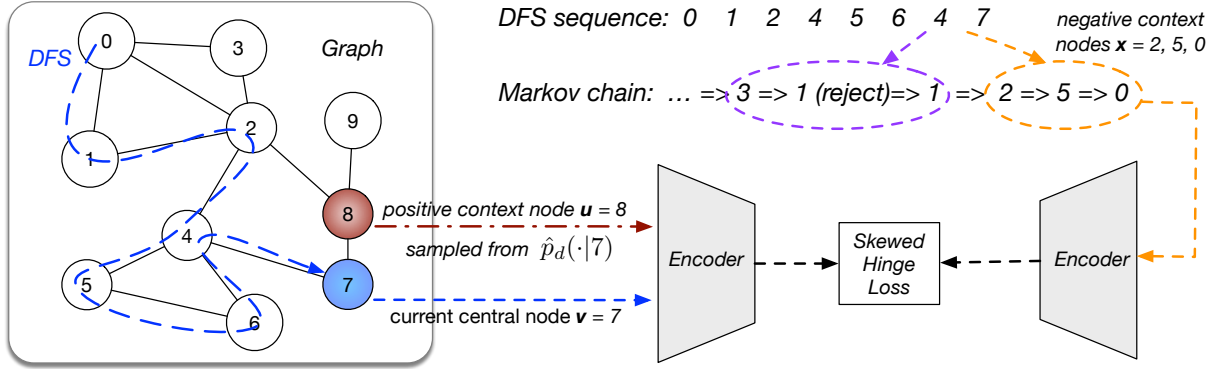 DFS sequence: 0 1 2 4 5 6 4 7
negative context
nodes x = 2, 5, 0
Markov chain: ... => 3 => 1 (reject)=> 1 => 2 => 5 => 0
DFS
Graph
0
3
9
2
1
8
4
7
5
6
positive context node u = 8
sampled from p̂_d(·|7)
current central node v = 7
Encoder
Skewed
Hinge
Loss
Encoder